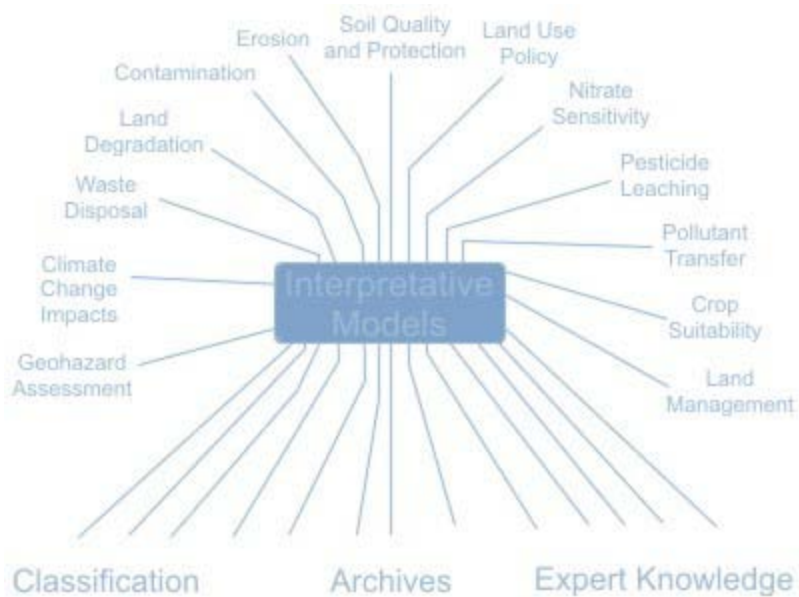 Soil Quality
and Protection
Land Use
Policy
Erosion
Contamination
Nitrate
Sensitivity
Land
Degradation
Pesticide
Leaching
Waste
Disposal
Pollutant
Transfer
Climate
Change
Impacts
Interpretative
Models
Crop
Suitability
Geohazard
Assessment
Land
Management
Classification
Archives
Expert Knowledge